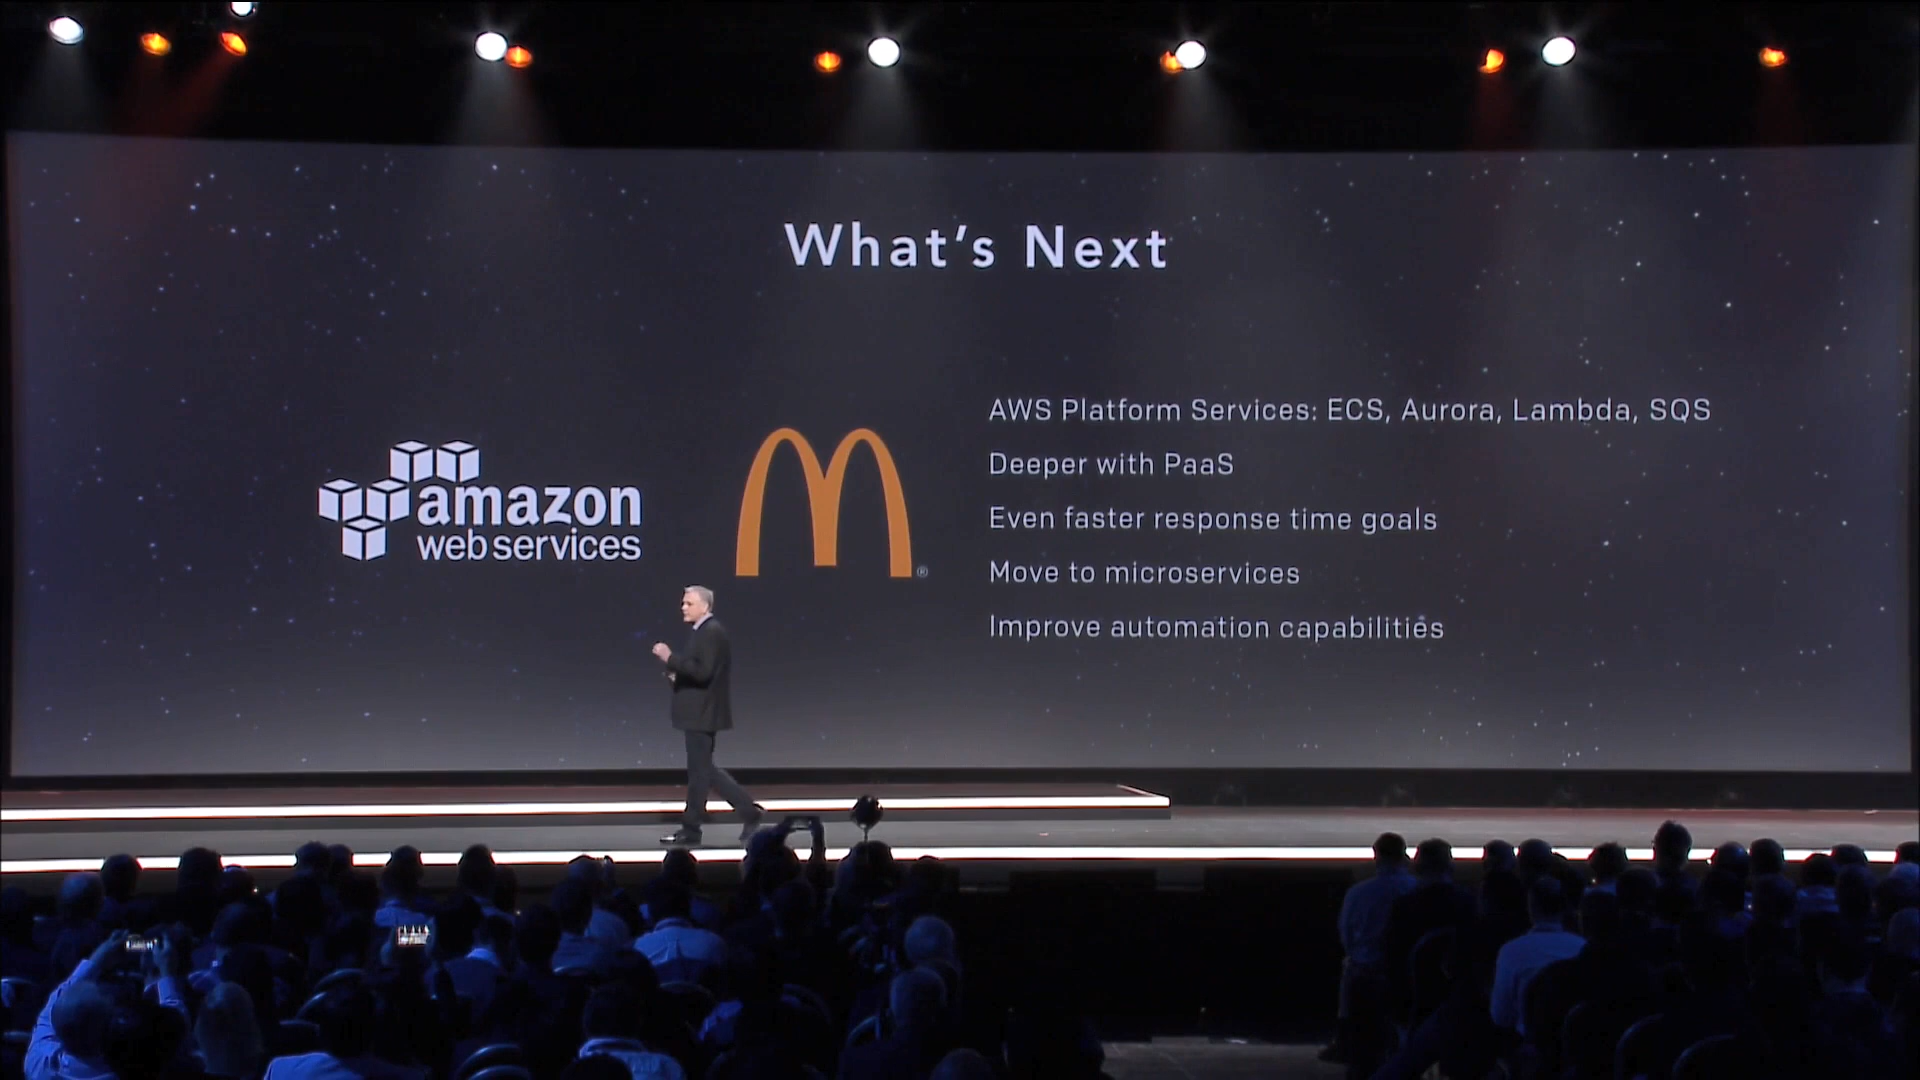 What's Next
amazon
web services
AWS Platform Services: ECS, Aurora, Lambda, SQS
Deeper with PaaS
Even faster response time goals
Move to microservices
Improve automation capabilities
®